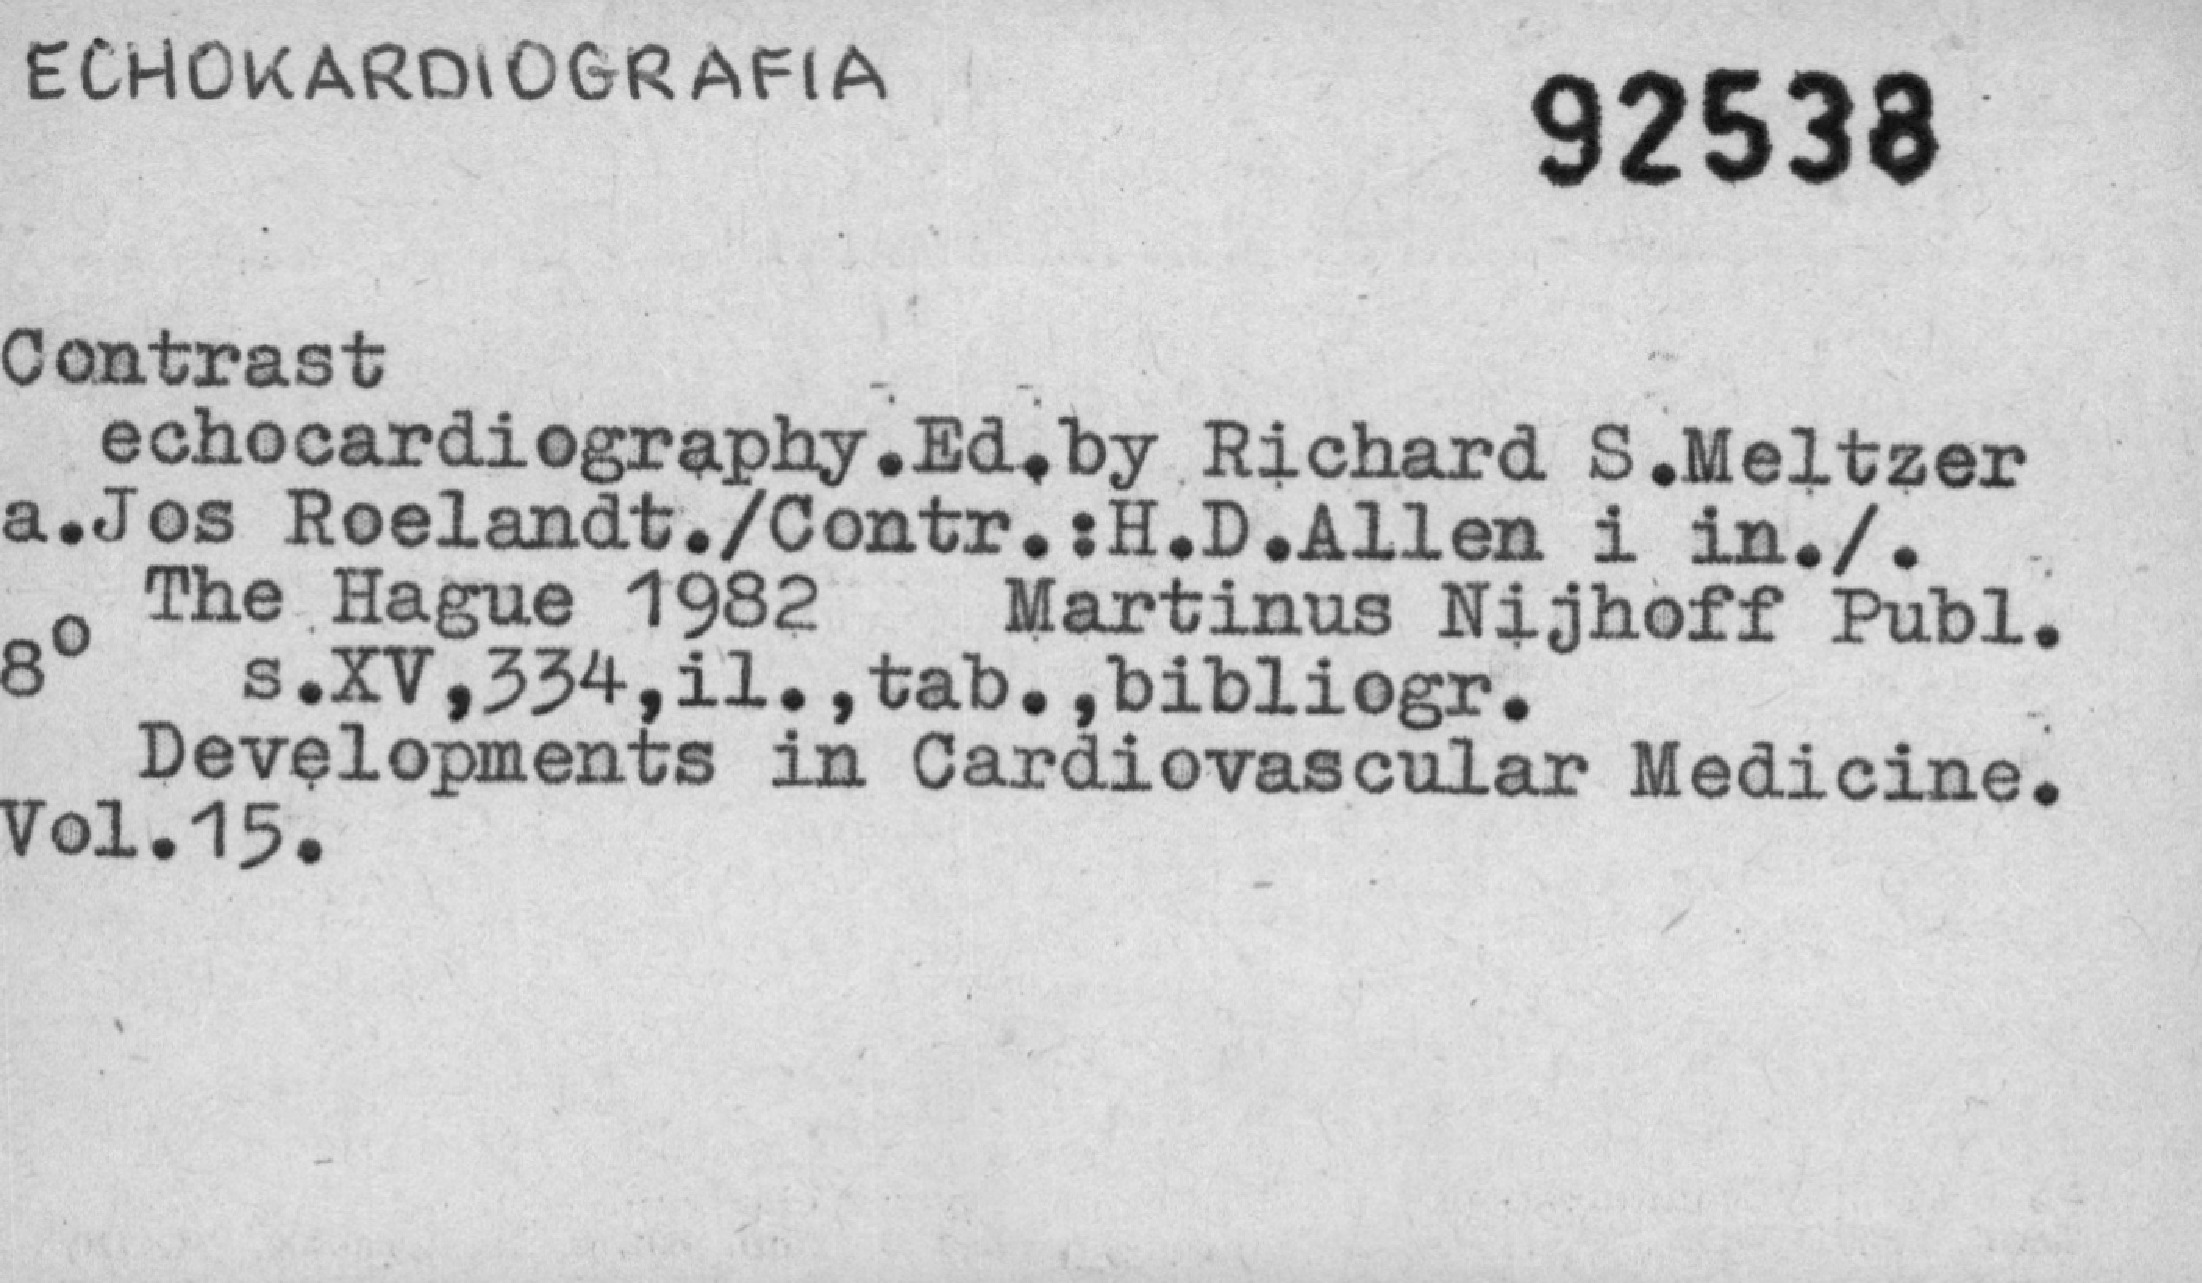 ECHOKARDIOGRAFIA
92538
Contrast
echocardiography.Ed.by Richard S.Meltzer
a.Jos Roelandt./Contr.:H.D.Allen i in./.
The Hague 1982 Martinus Nijhoff Publ.
8° s.XV,334,il.,tab.,bibliogr.
Developments in Cardiovascular Medicine.
Vol.15.